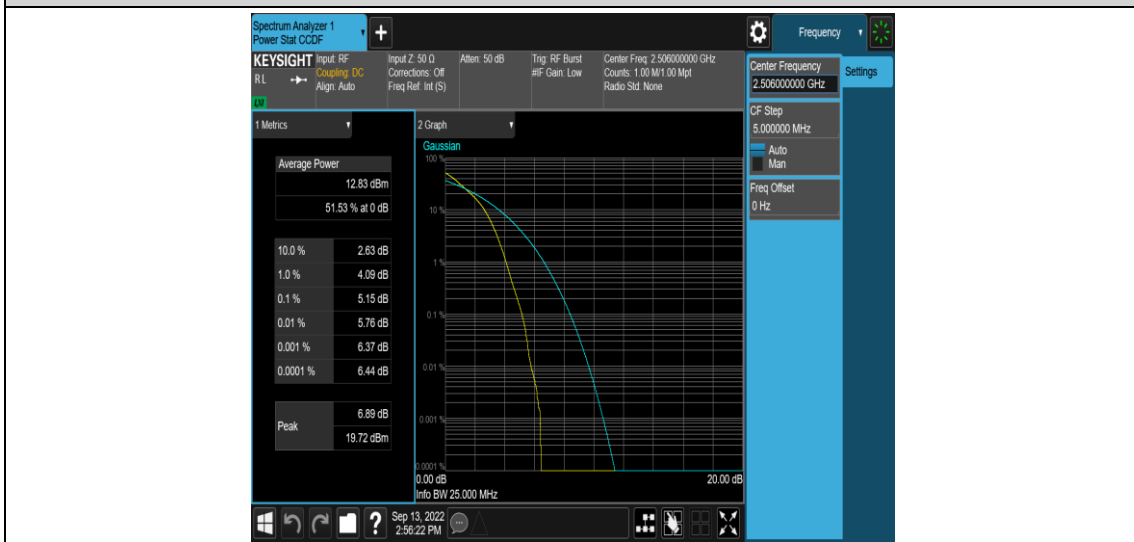 Spectrum Analyzer 1
Power Stat CCDF
+
Frequency
KEYSIGHT
RL
LXI
Input: RF
Coupling: DC
Align: Auto
Input Z: 50 Ω
Corrections: Off
Freq Ref: Int (S)
Atten: 50 dB
Trig: RF Burst
#IF Gain: Low
Center Freq: 2.506000000 GHz
Counts: 1.00 M/1.00 Mpt
Radio Std: None
Center Frequency
2.506000000 GHz
Settings
CF Step
5.000000 MHz
Auto
Man
Freq Offset
0 Hz
1 Metrics
Average Power
12.83 dBm
51.53 % at 0 dB
10.0 % 2.63 dB
1.0 % 4.09 dB
0.1 % 5.15 dB
0.01 % 5.76 dB
0.001 % 6.37 dB
0.0001 % 6.44 dB
Peak 6.89 dB
19.72 dBm
2 Graph
Gaussian
100 %
10 %
1 %
0.1 %
0.01 %
0.001 %
0.0001 %
0.00 dB 20.00 dB
Info BW 25.000 MHz
?
Sep 13, 2022
2:56:22 PM